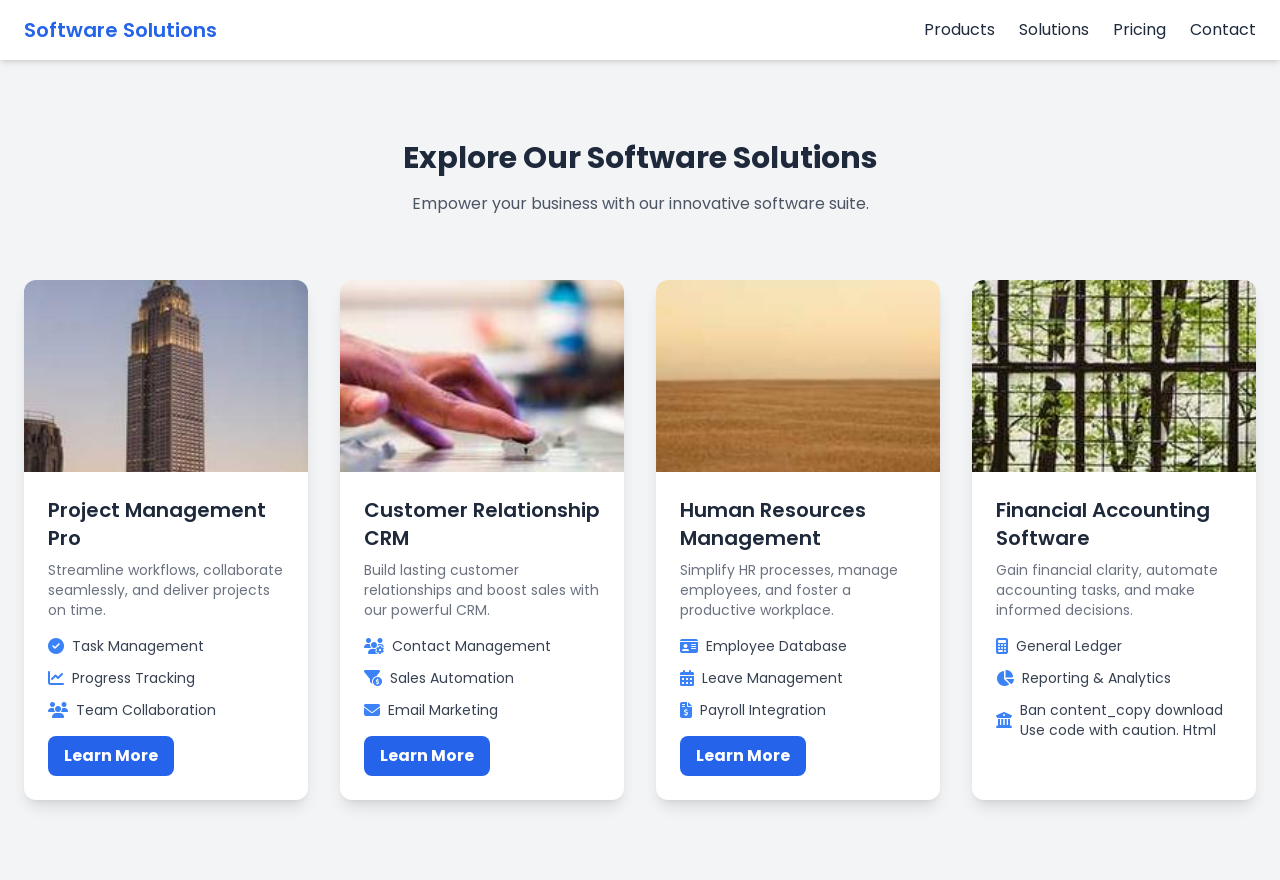 Software Solutions
Products Solutions Pricing Contact
Explore Our Software Solutions
Empower your business with our innovative software suite.
Project Management
Pro
Streamline workflows, collaborate
seamlessly, and deliver projects
on time.
Task Management
Progress Tracking
Team Collaboration
Learn More
Customer Relationship
CRM
Build lasting customer
relationships and boost sales with
our powerful CRM.
Contact Management
Sales Automation
Email Marketing
Learn More
Human Resources
Management
Simplify HR processes, manage
employees, and foster a
productive workplace.
Employee Database
Leave Management
Payroll Integration
Learn More
Financial Accounting
Software
Gain financial clarity, automate
accounting tasks, and make
informed decisions.
General Ledger
Reporting & Analytics
Ban content_copy download
Use code with caution. Html